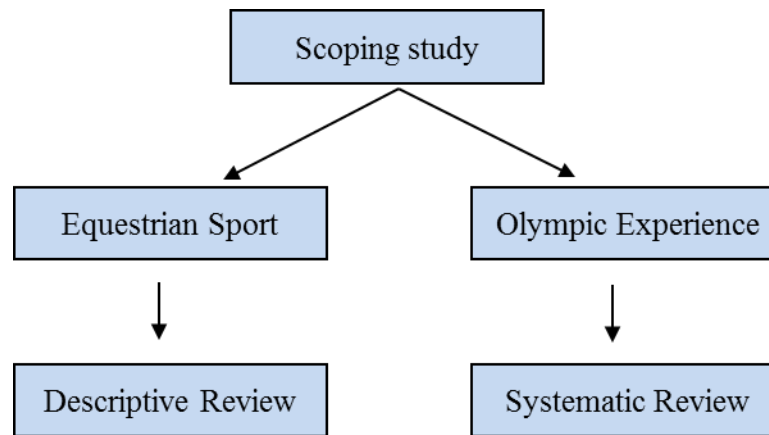 Scoping study
Equestrian Sport
Olympic Experience
Descriptive Review
Systematic Review